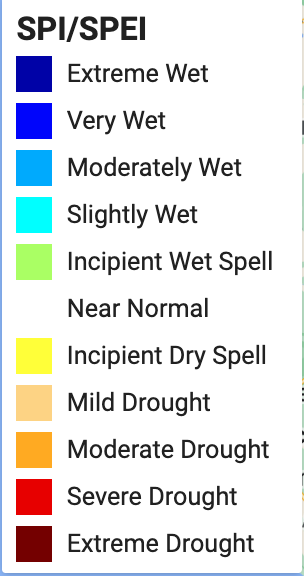 SPI/SPEI
Extreme Wet
Very Wet
Moderately Wet
Slightly Wet
Incipient Wet Spell
Near Normal
Incipient Dry Spell
Mild Drought
Moderate Drought
Severe Drought
Extreme Drought